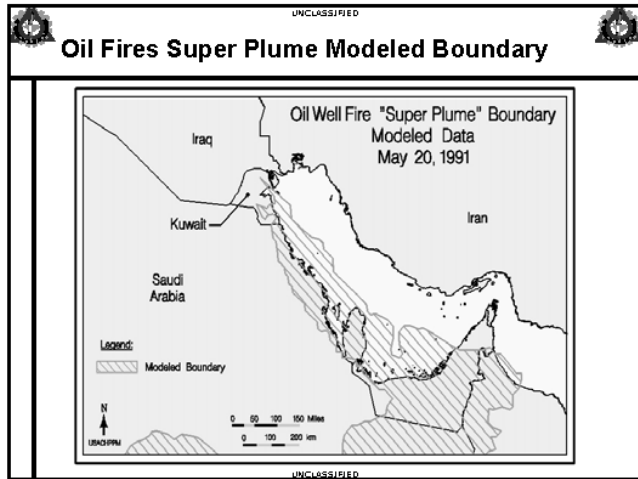 UNCLASSIFIED
Oil Fires Super Plume Modeled Boundary
Oil Well Fire "Super Plume" Boundary
Modeled Data
May 20, 1991
Iraq
Kuwait
Iran
Saudi
Arabia
Legend:
Modeled Boundary
N
USACHPPM
0 50 100 150 Miles
0 100 200 km
UNCLASSIFIED